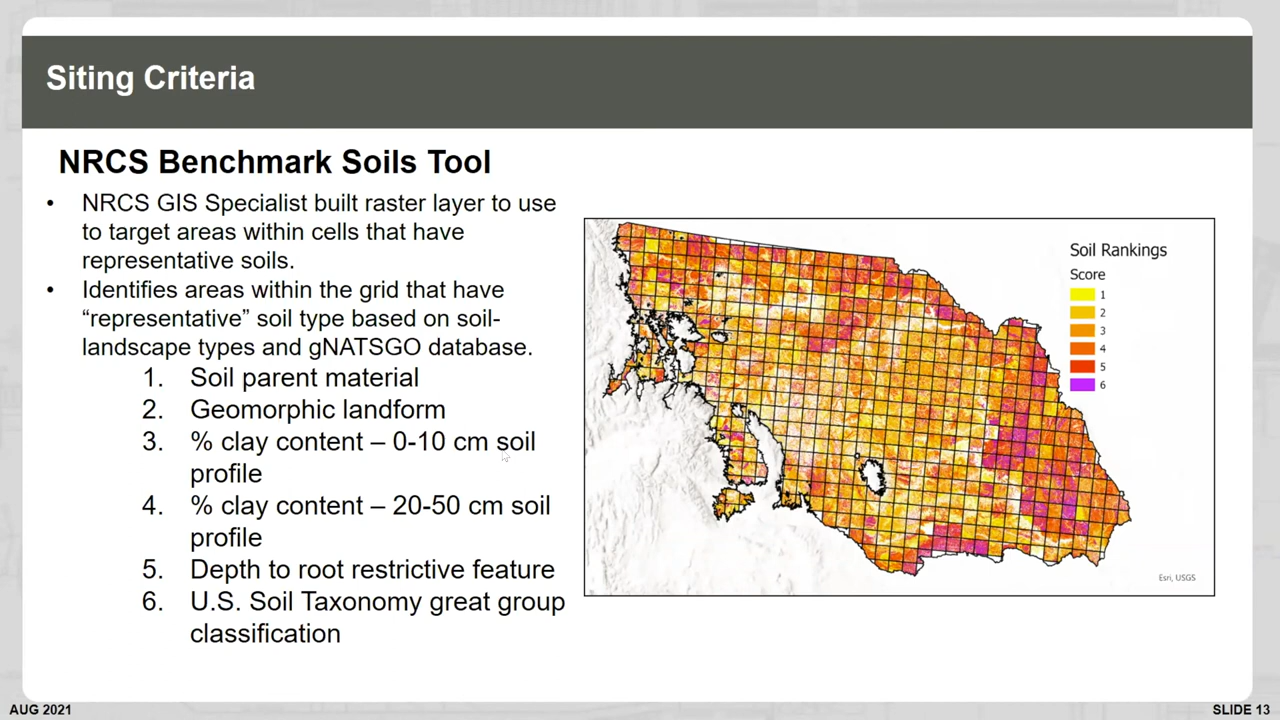 Siting Criteria
NRCS Benchmark Soils Tool
• NRCS GIS Specialist built raster layer to use
to target areas within cells that have
representative soils.
• Identifies areas within the grid that have
“representative” soil type based on soil-
landscape types and gNATSGO database.
1. Soil parent material
2. Geomorphic landform
3. % clay content – 0-10 cm soil
profile
4. % clay content – 20-50 cm soil
profile
5. Depth to root restrictive feature
6. U.S. Soil Taxonomy great group
classification
Soil Rankings
Score
1
2
3
4
5
6
Esri, USGS
AUG 2021
SLIDE 13